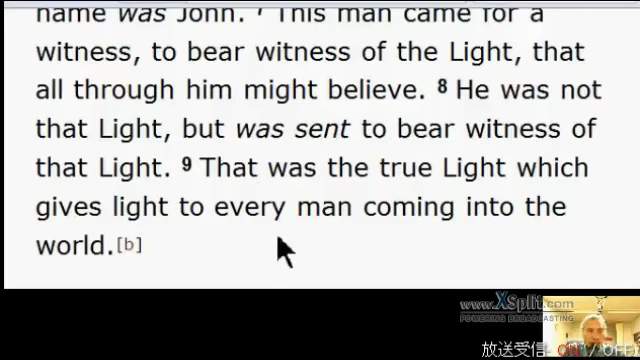 name was John. 7 This man came for a
witness, to bear witness of the Light, that
all through him might believe. 8 He was not
that Light, but was sent to bear witness of
that Light. 9 That was the true Light which
gives light to every man coming into the
world.[b]
www.XSplit.com
POWERING BROADCASTING
放送受信 ON / OFF